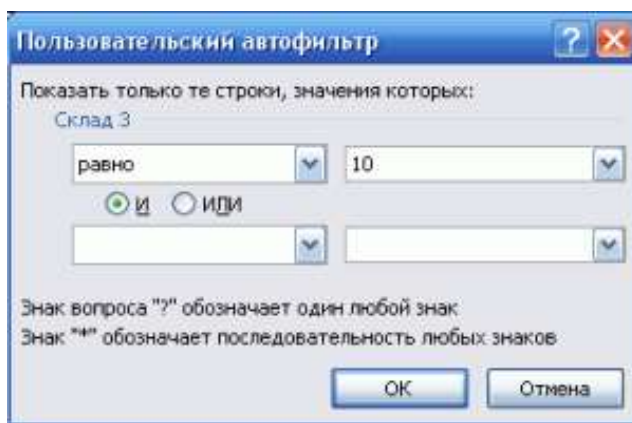 Пользовательский автофильтр
Показать только те строки, значения которых:
Склад 3
равно 10
И ИЛИ
Знак вопроса "?" обозначает один любой знак
Знак "*" обозначает последовательность любых знаков
ОК Отмена